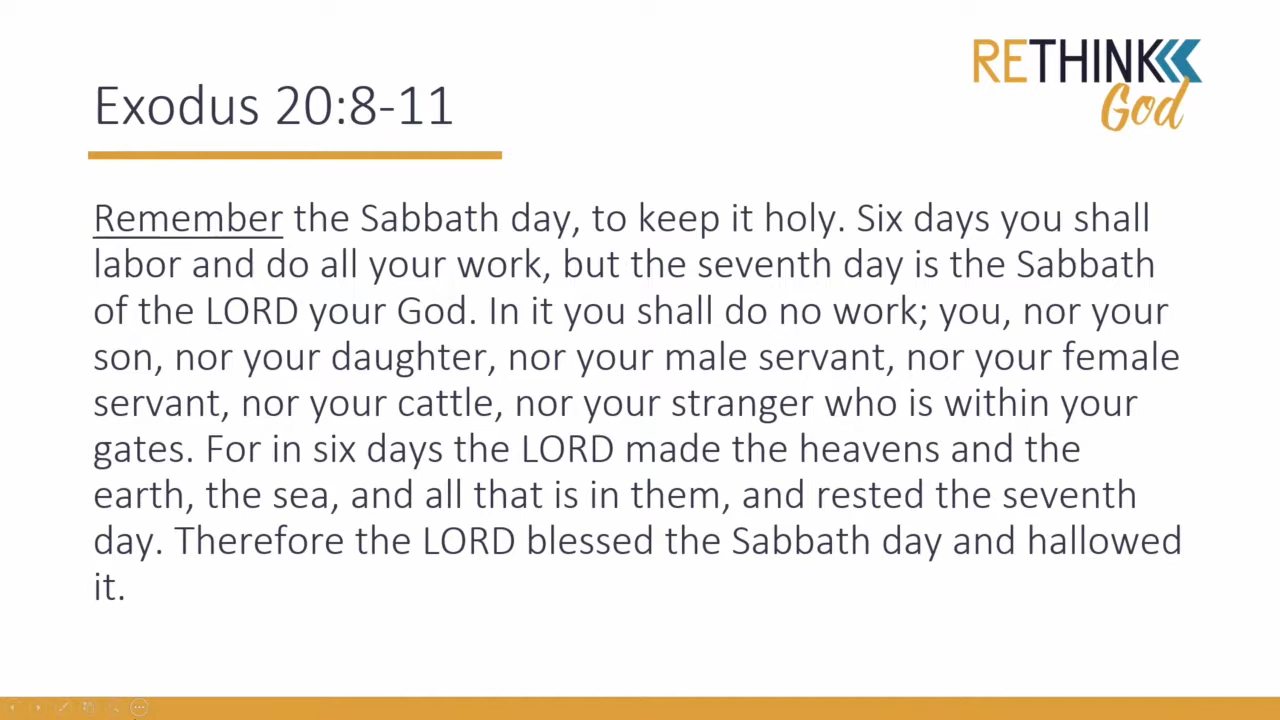 RETHINK
God
Exodus 20:8-11
Remember the Sabbath day, to keep it holy. Six days you shall
labor and do all your work, but the seventh day is the Sabbath
of the LORD your God. In it you shall do no work; you, nor your
son, nor your daughter, nor your male servant, nor your female
servant, nor your cattle, nor your stranger who is within your
gates. For in six days the LORD made the heavens and the
earth, the sea, and all that is in them, and rested the seventh
day. Therefore the LORD blessed the Sabbath day and hallowed
it.